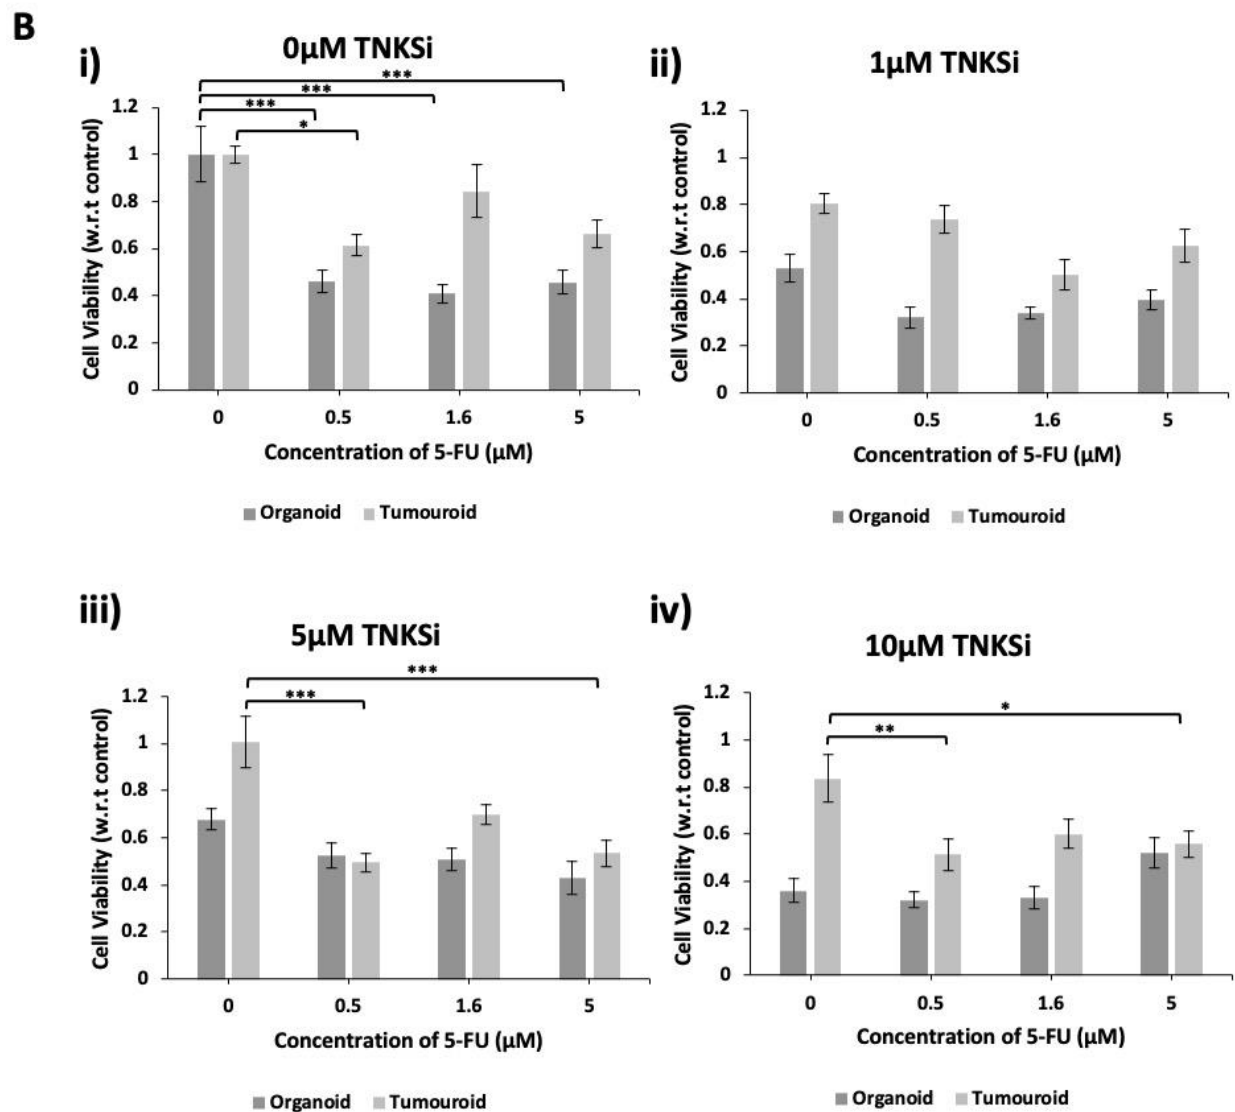 B
i)
0µM TNKSi
***
***
***
*
1.2
1
0.8
0.6
0.4
0.2
0
Cell Viability (w.r.t control)
0 0.5 1.6 5
Concentration of 5-FU (µM)
Organoid Tumouroid
ii)
1µM TNKSi
1.2
1
0.8
0.6
0.4
0.2
0
Cell Viability (w.r.t control)
0 0.5 1.6 5
Concentration of 5-FU (µM)
Organoid Tumouroid
iii)
5µM TNKSi
***
***
1.2
1
0.8
0.6
0.4
0.2
0
Cell Viability (w.r.t control)
0 0.5 1.6 5
Concentration of 5-FU (µM)
Organoid Tumouroid
iv)
10µM TNKSi
*
**
1.2
1
0.8
0.6
0.4
0.2
0
Cell Viability (w.r.t control)
0 0.5 1.6 5
Concentration of 5-FU (µM)
Organoid Tumouroid